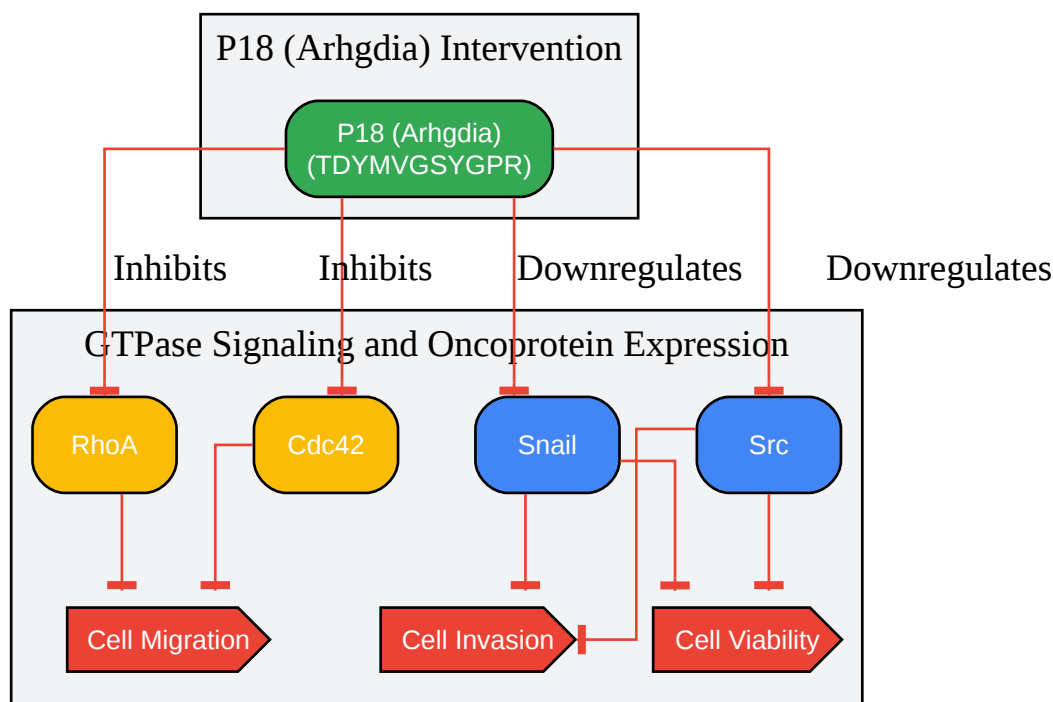 P18 (Arhgdia) Intervention
P18 (Arhgdia)
(TDYMVGSYGPR)
Inhibits
Inhibits
Downregulates
Downregulates
GTPase Signaling and Oncoprotein Expression
RhoA
Cdc42
Snail
Src
Cell Migration
Cell Invasion
Cell Viability